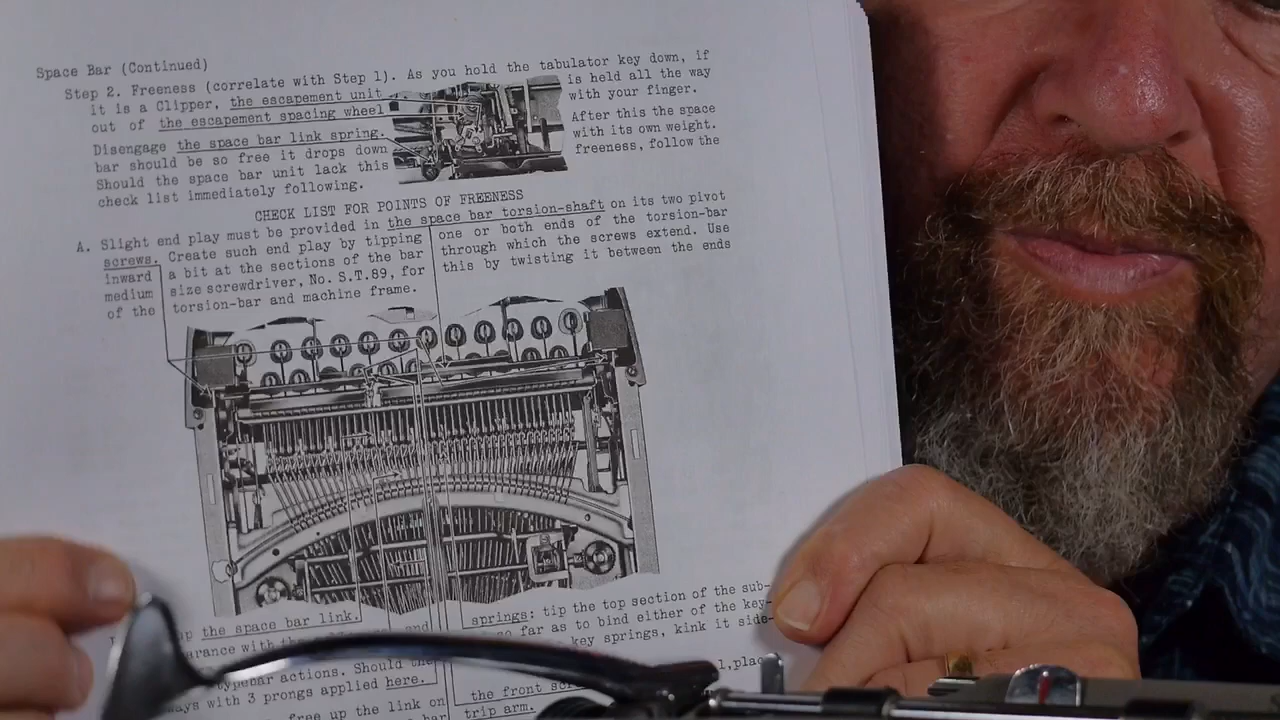 Space Bar (Continued)
Step 2. Freeness (correlate with Step 1). As you hold the tabulator key down, if
it is a Clipper, the escapement unit is held all the way
out of the escapement spacing wheel with your finger.
Disengage the space bar link spring. After this the space
bar should be so free it drops down with its own weight.
Should the space bar unit lack this freeness, follow the
check list immediately following.
CHECK LIST FOR POINTS OF FREENESS
A. Slight end play must be provided in the space bar torsion-shaft on its two pivot
screws. Create such end play by tipping one or both ends of the torsion-bar
inward a bit at the sections of the bar through which the screws extend. Use
medium size screwdriver, No. S.T.89, for this by twisting it between the ends
of the torsion-bar and machine frame.
up the space bar link. springs: tip the top section of the sub-
and so far as to bind either of the key-
typebar actions. Should the key springs, kink it side-
with 3 prongs applied here.
free up the link on the front
trip arm.